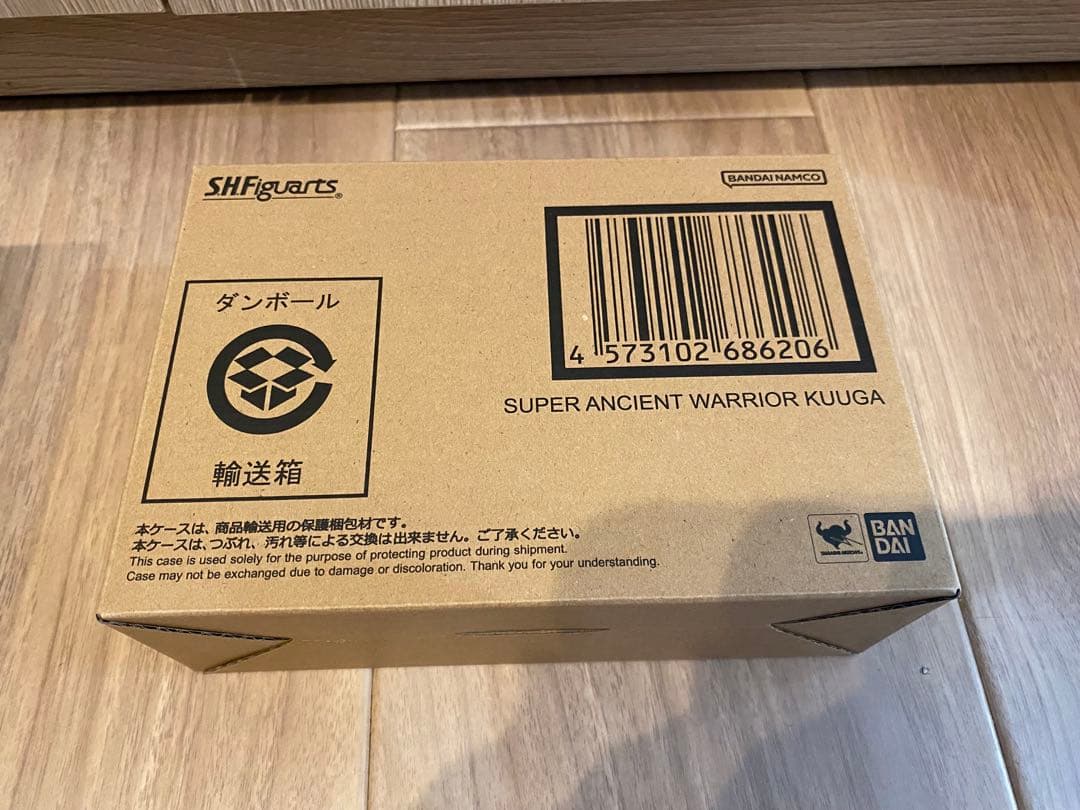 S.H.Figuarts®
BANDAI NAMCO
4 573102 686206
SUPER ANCIENT WARRIOR KUUGA
ダンボール
輸送箱
本ケースは、商品輸送用の保護梱包材です。
本ケースは、つぶれ、汚れ等による交換は出来ません。ご了承ください。
This case is used solely for the purpose of protecting product during shipment.
Case may not be exchanged due to damage or discoloration. Thank you for your understanding.
BAN
DAI